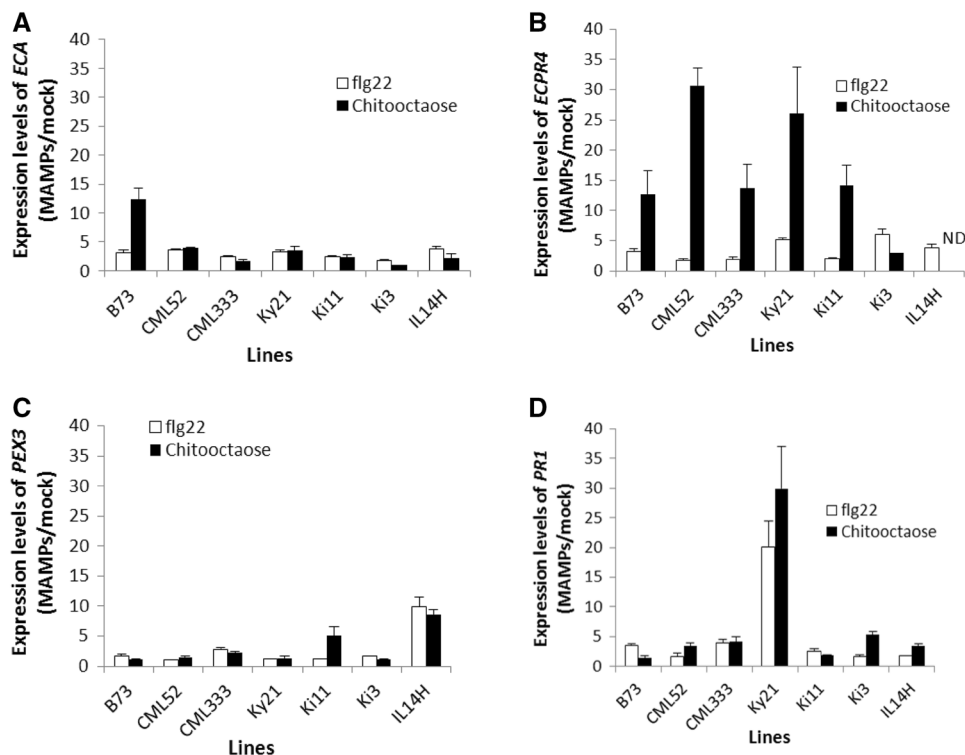 A
Expression levels of ECA
(MAMPs/mock)
40
35
30
25
20
15
10
5
0
flg22
Chitooctaose
B73
CML52
CML333
Ky21
Ki11
Ki3
IL14H
Lines
B
Expression levels of ECPR4
(MAMPs/mock)
40
35
30
25
20
15
10
5
0
flg22
Chitooctaose
ND
B73
CML52
CML333
Ky21
Ki11
Ki3
IL14H
Lines
C
Expression levels of PEX3
(MAMPs/mock)
40
35
30
25
20
15
10
5
0
flg22
Chitooctaose
B73
CML52
CML333
Ky21
Ki11
Ki3
IL14H
Lines
D
Expression levels of PR1
(MAMPs/mock)
40
35
30
25
20
15
10
5
0
flg22
Chitooctaose
B73
CML52
CML333
Ky21
Ki11
Ki3
IL14H
Lines